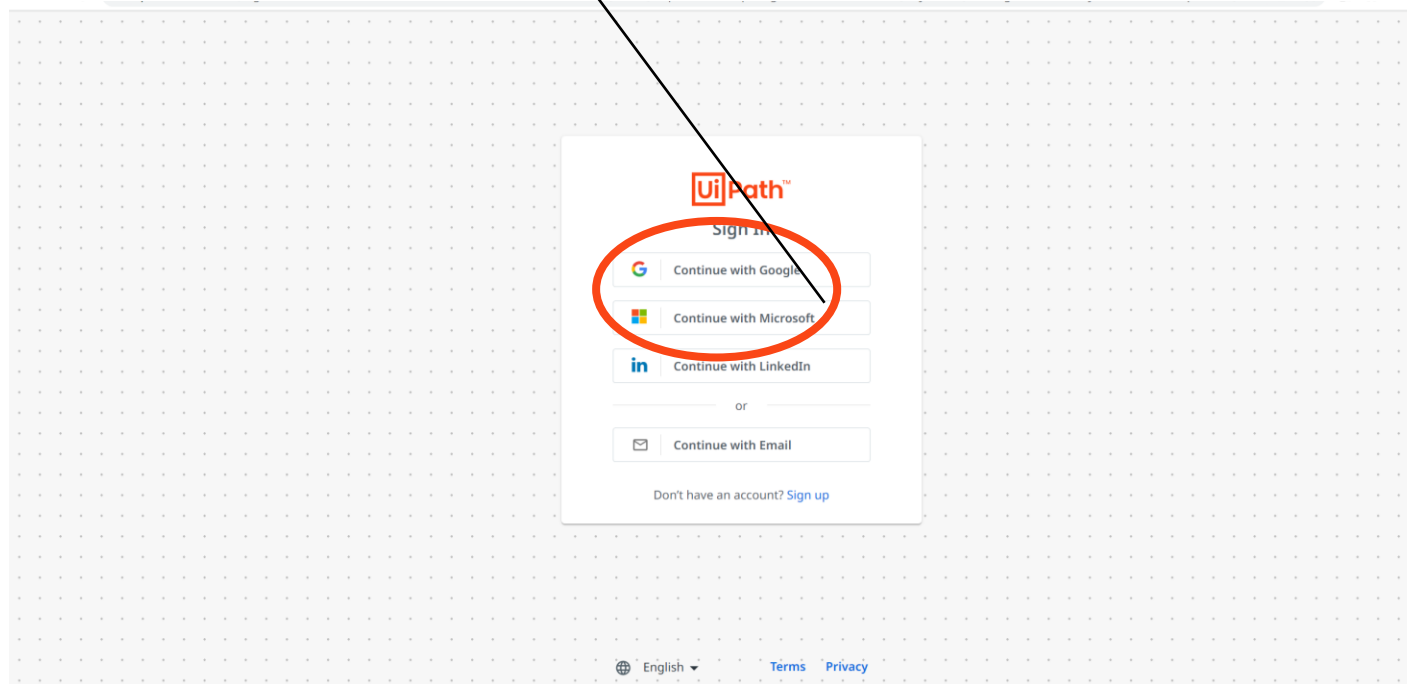 UiPath™
Sign In
Continue with Google
Continue with Microsoft
Continue with LinkedIn
or
Continue with Email
Don't have an account? Sign up
English
Terms Privacy